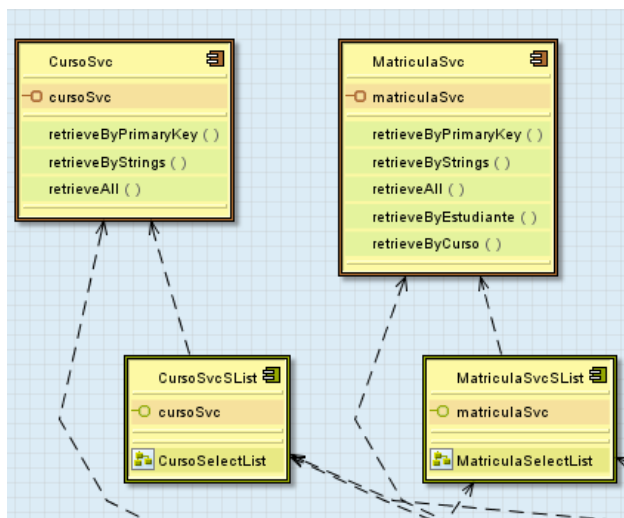 CursoSvc
cursoSvc
retrieveByPrimaryKey ( )
retrieveByStrings ( )
retrieveAll ( )
MatriculaSvc
matriculaSvc
retrieveByPrimaryKey ( )
retrieveByStrings ( )
retrieveAll ( )
retrieveByEstudiante ( )
retrieveByCurso ( )
CursoSvcSList
cursoSvc
CursoSelectList
MatriculaSvcSList
matriculaSvc
MatriculaSelectList